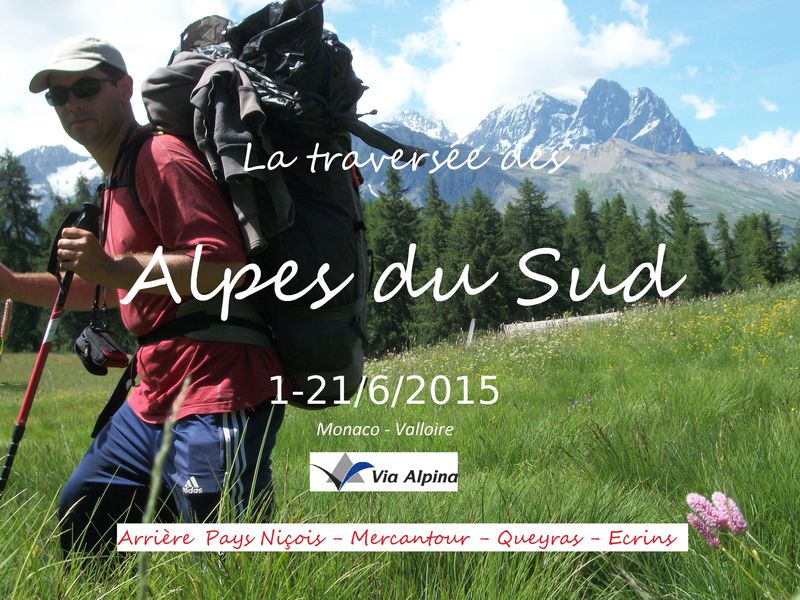 La traversée des
Alpes du Sud
1-21/6/2015
Monaco - Valloire
Via Alpina
adidas
Arrière Pays Niçois - Mercantour - Queyras - Ecrins